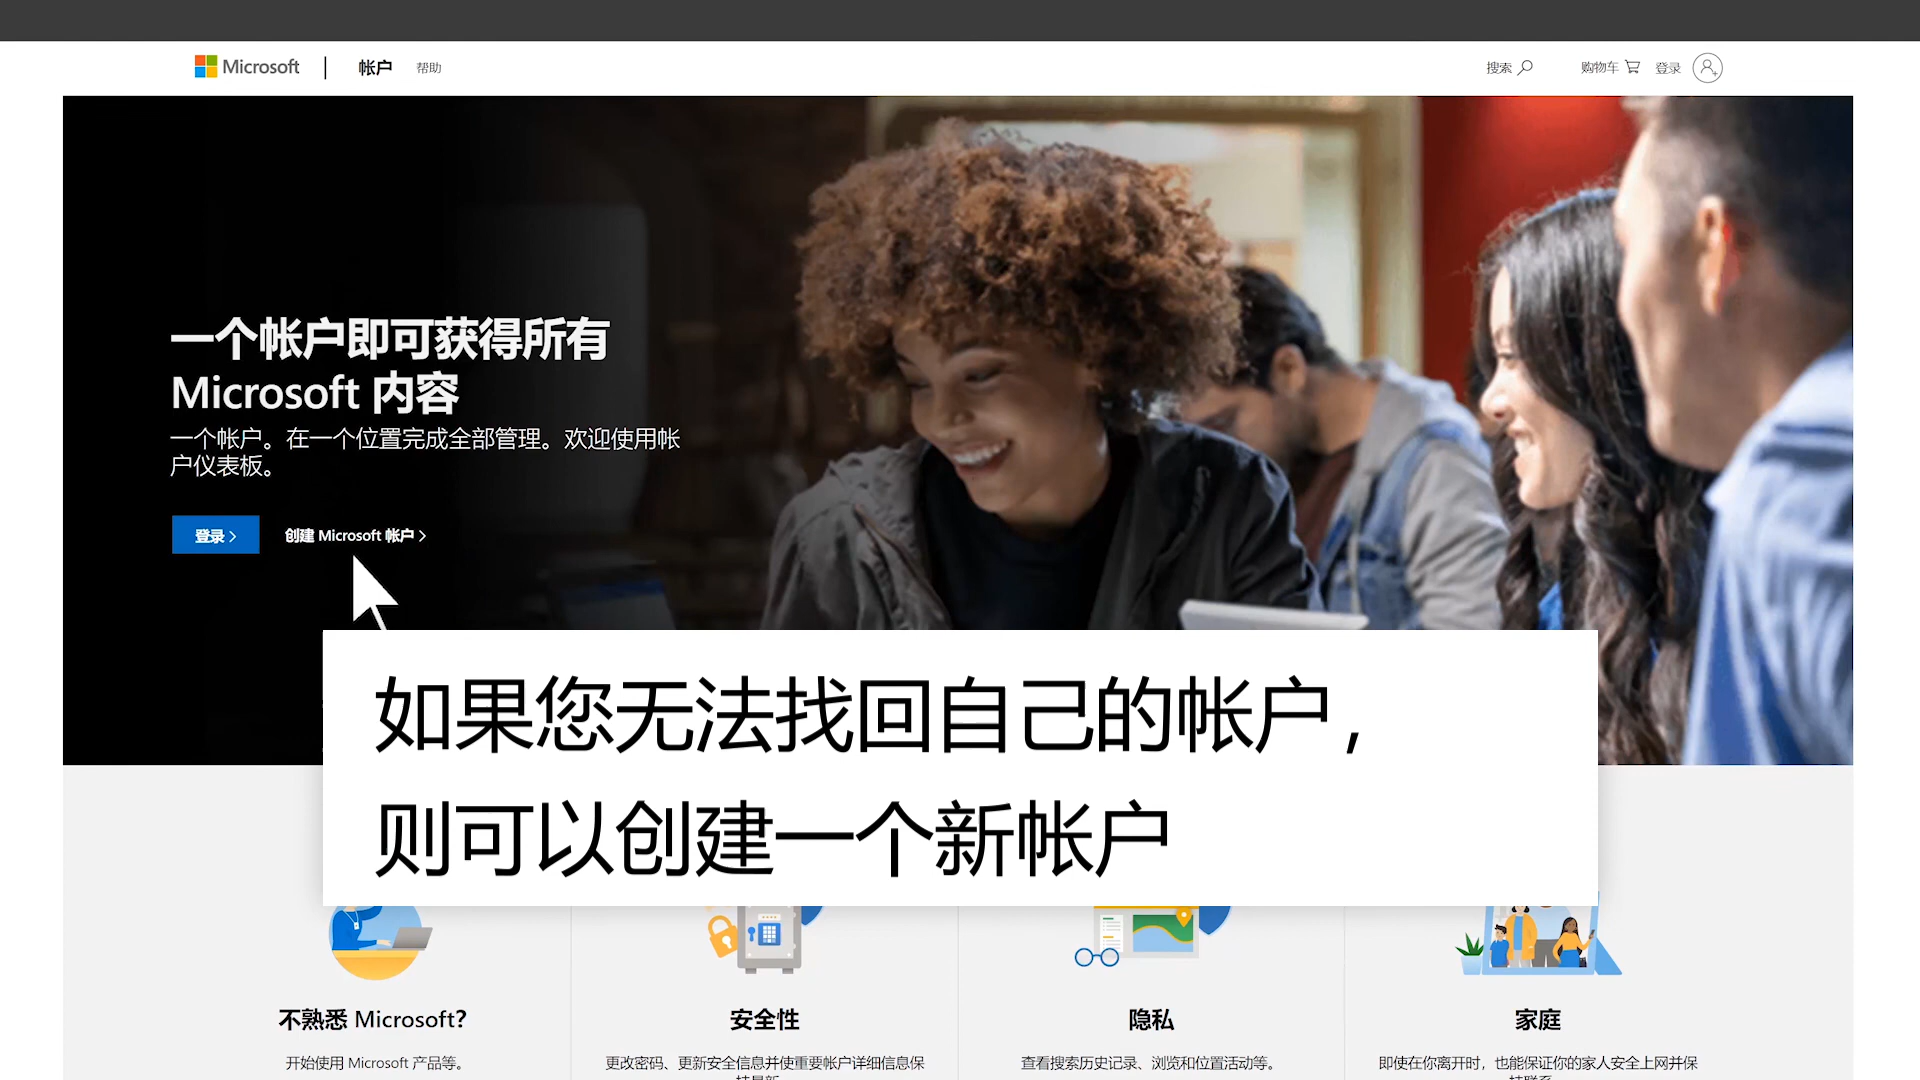 Microsoft
帐户
帮助
搜索
购物车
登录
一个帐户即可获得所有
Microsoft 内容
一个帐户。在一个位置完成全部管理。欢迎使用帐
户仪表板。
登录 >
创建 Microsoft 帐户 >
如果您无法找回自己的帐户，
则可以创建一个新帐户
不熟悉 Microsoft?
开始使用 Microsoft 产品等。
安全性
更改密码、更新安全信息并使重要帐户详细信息保
隐私
查看搜索历史记录、浏览和位置活动等。
家庭
即使在你离开时，也能保证你的家人安全上网并保